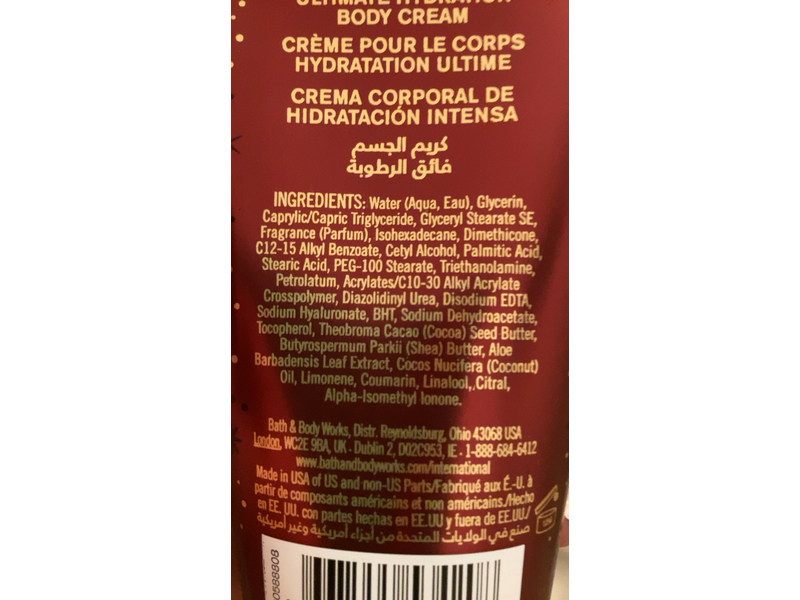 ULTIMATE HYDRATION
BODY CREAM
CRÈME POUR LE CORPS
HYDRATATION ULTIME
CREMA CORPORAL DE
HIDRATACIÓN INTENSA
كريم الجسم
فائق الرطوبة
INGREDIENTS: Water (Aqua, Eau), Glycerin,
Caprylic/Capric Triglyceride, Glyceryl Stearate SE,
Fragrance (Parfum), Isohexadecane, Dimethicone,
C12-15 Alkyl Benzoate, Cetyl Alcohol, Palmitic Acid,
Stearic Acid, PEG-100 Stearate, Triethanolamine,
Petrolatum, Acrylates/C10-30 Alkyl Acrylate
Crosspolymer, Diazolidinyl Urea, Disodium EDTA,
Sodium Hyaluronate, BHT, Sodium Dehydroacetate,
Tocopherol, Theobroma Cacao (Cocoa) Seed Butter,
Butyrospermum Parkii (Shea) Butter, Aloe
Barbadensis Leaf Extract, Cocos Nucifera (Coconut)
Oil, Limonene, Coumarin, Linalool, Citral,
Alpha-Isomethyl Ionone.
Bath & Body Works, Distr. Reynoldsburg, Ohio 43068 USA
London, WC2E 9BA, UK · Dublin 2, D02C953, IE · 1-888-684-6412
www.bathandbodyworks.com/international
Made in USA of US and non-US Parts/Fabriqué aux É.-U. à
partir de composants américains et non américains./Hecho
en EE. UU. con partes hechas en EE.UU y fuera de EE.UU./
صنع في الولايات المتحدة من أجزاء أمريكية وغير أمريكية
12M
0588808